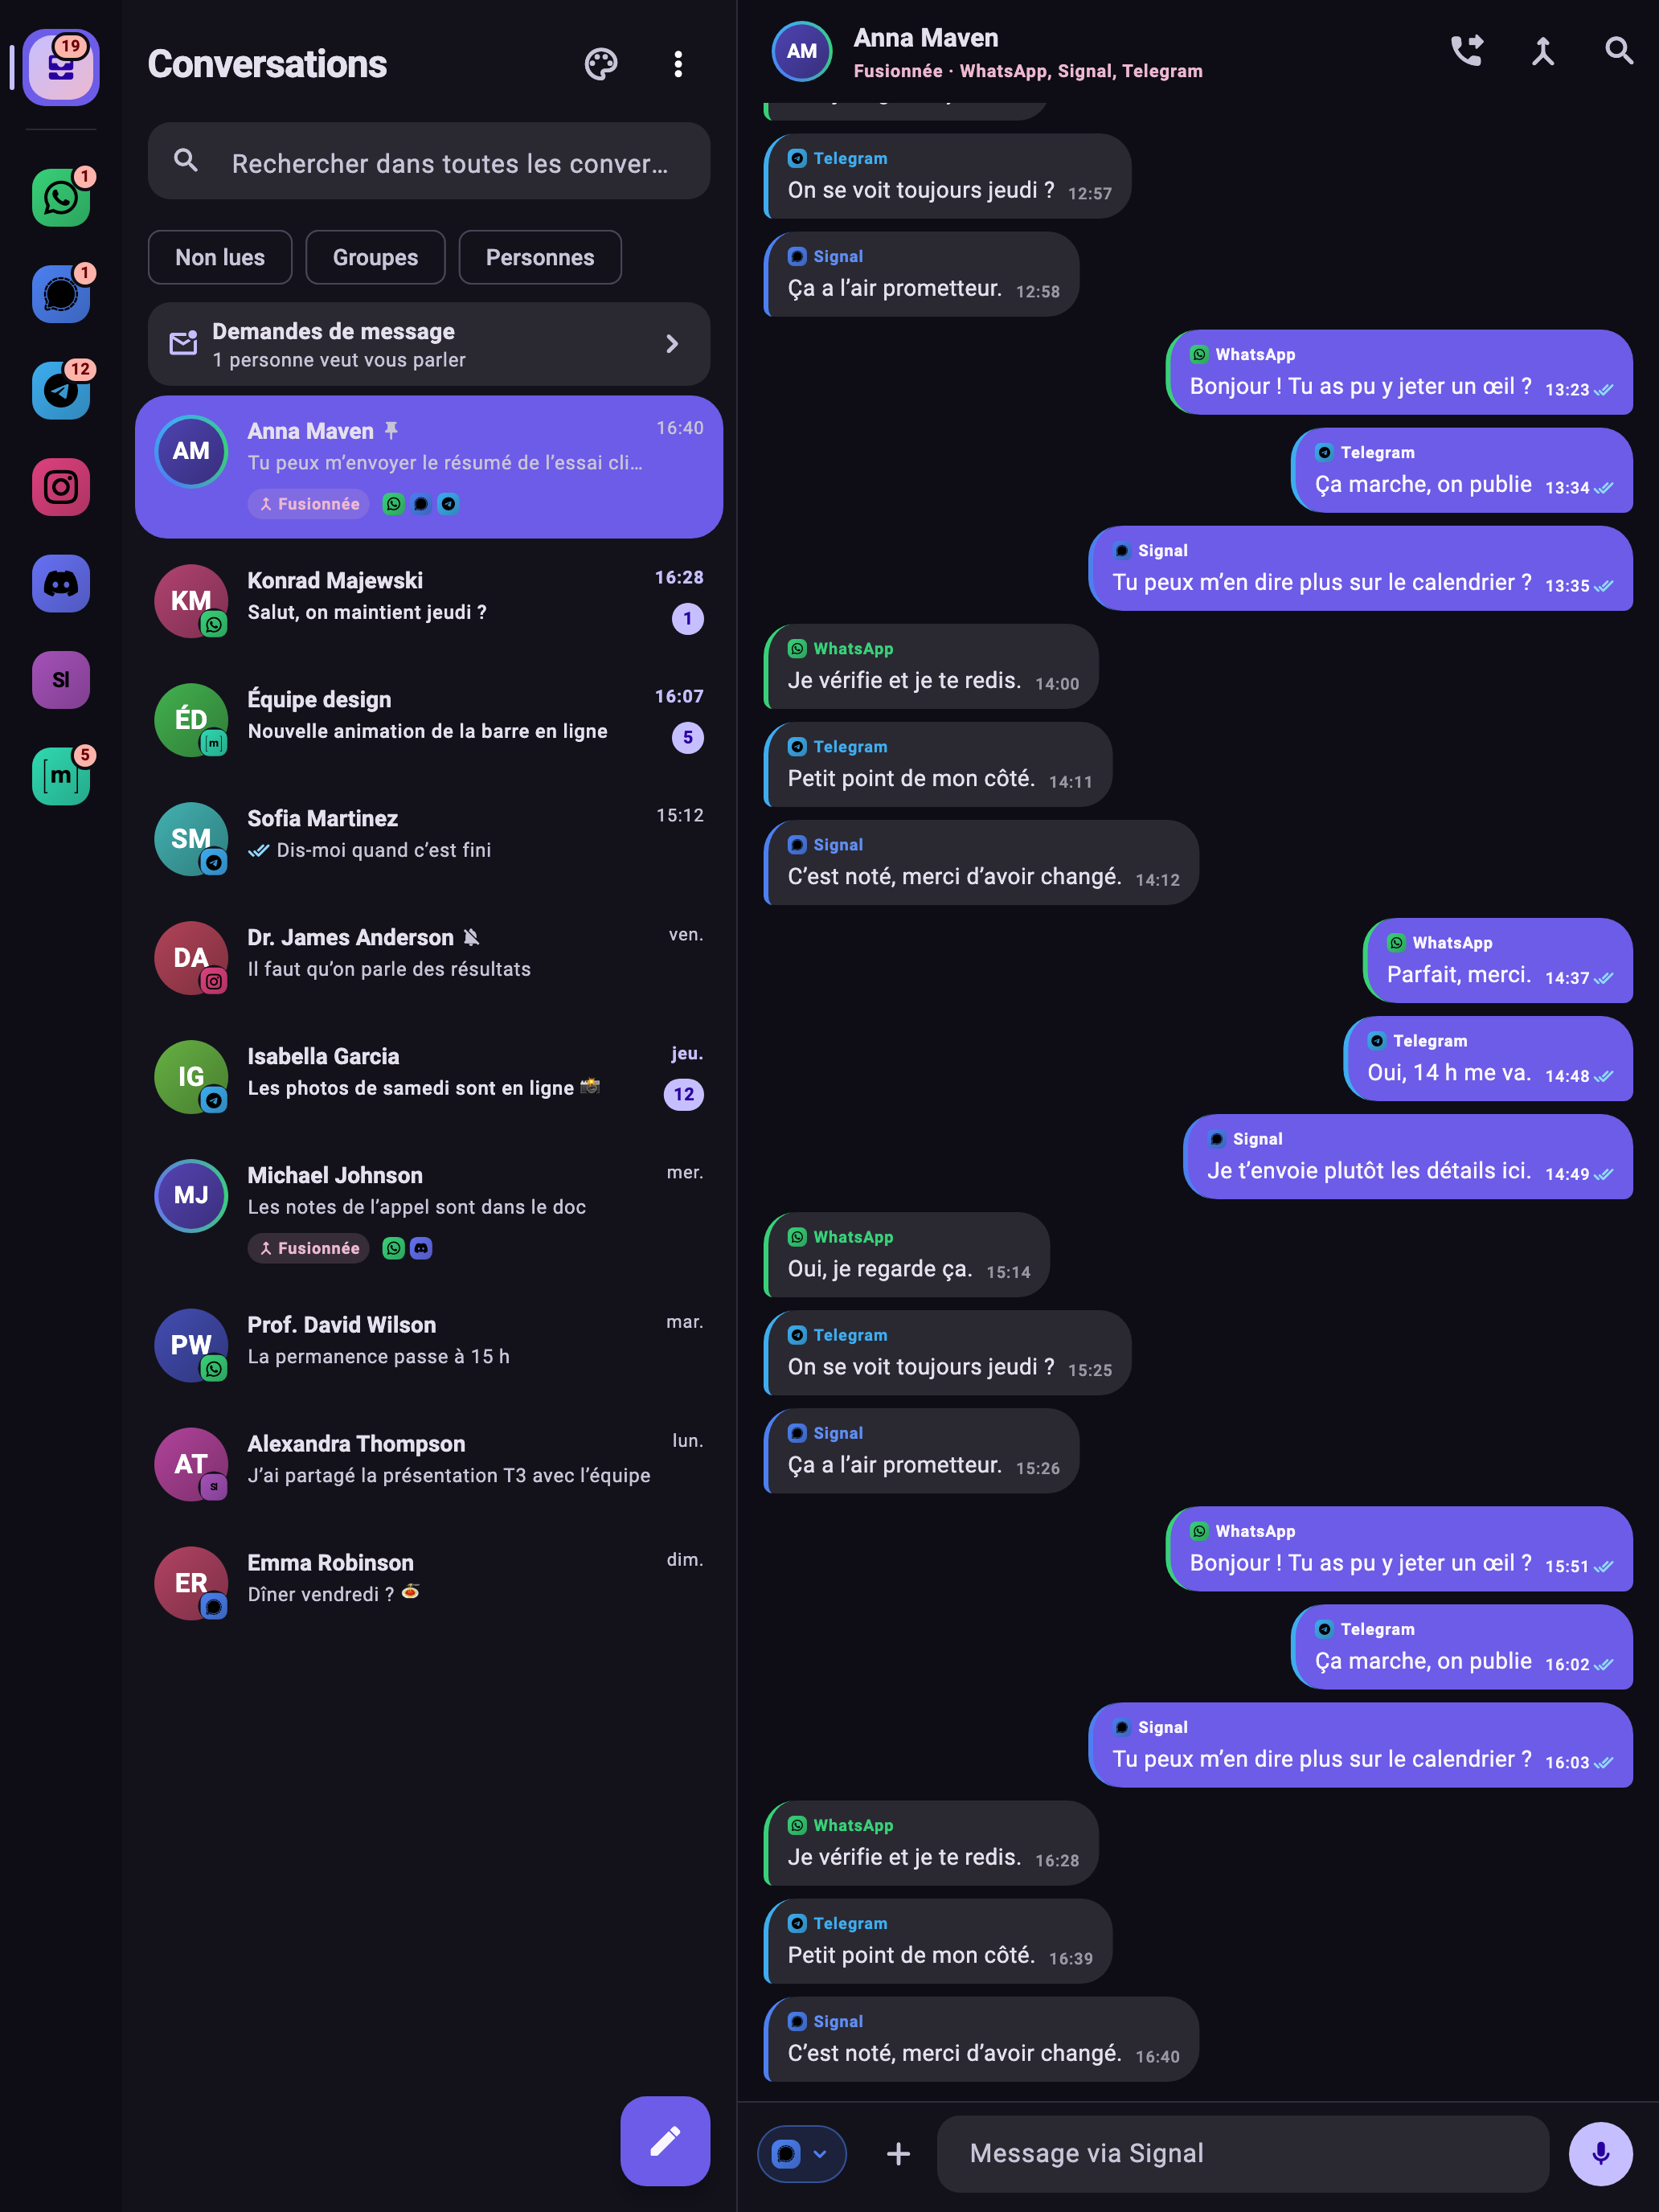 19
1
1
12
SI
[m]
5
Conversations
Rechercher dans toutes les conver…
Non lues
Groupes
Personnes
Demandes de message
1 personne veut vous parler
AM
Anna Maven
16:40
Tu peux m’envoyer le résumé de l’essai cli…
Fusionnée
KM
Konrad Majewski
16:28
Salut, on maintient jeudi ?
1
ÉD
[m]
Équipe design
16:07
Nouvelle animation de la barre en ligne
5
SM
Sofia Martinez
15:12
Dis-moi quand c’est fini
DA
Dr. James Anderson
ven.
Il faut qu’on parle des résultats
IG
Isabella Garcia
jeu.
Les photos de samedi sont en ligne 📸
12
MJ
Michael Johnson
mer.
Les notes de l’appel sont dans le doc
Fusionnée
PW
Prof. David Wilson
mar.
La permanence passe à 15 h
AT
SI
Alexandra Thompson
lun.
J’ai partagé la présentation T3 avec l’équipe
ER
Emma Robinson
dim.
Dîner vendredi ? 🍝
AM
Anna Maven
Fusionnée · WhatsApp, Signal, Telegram
Telegram
On se voit toujours jeudi ? 12:57
Signal
Ça a l’air prometteur. 12:58
WhatsApp
Bonjour ! Tu as pu y jeter un œil ? 13:23
Telegram
Ça marche, on publie 13:34
Signal
Tu peux m’en dire plus sur le calendrier ? 13:35
WhatsApp
Je vérifie et je te redis. 14:00
Telegram
Petit point de mon côté. 14:11
Signal
C’est noté, merci d’avoir changé. 14:12
WhatsApp
Parfait, merci. 14:37
Telegram
Oui, 14 h me va. 14:48
Signal
Je t’envoie plutôt les détails ici. 14:49
WhatsApp
Oui, je regarde ça. 15:14
Telegram
On se voit toujours jeudi ? 15:25
Signal
Ça a l’air prometteur. 15:26
WhatsApp
Bonjour ! Tu as pu y jeter un œil ? 15:51
Telegram
Ça marche, on publie 16:02
Signal
Tu peux m’en dire plus sur le calendrier ? 16:03
WhatsApp
Je vérifie et je te redis. 16:28
Telegram
Petit point de mon côté. 16:39
Signal
C’est noté, merci d’avoir changé. 16:40
Message via Signal